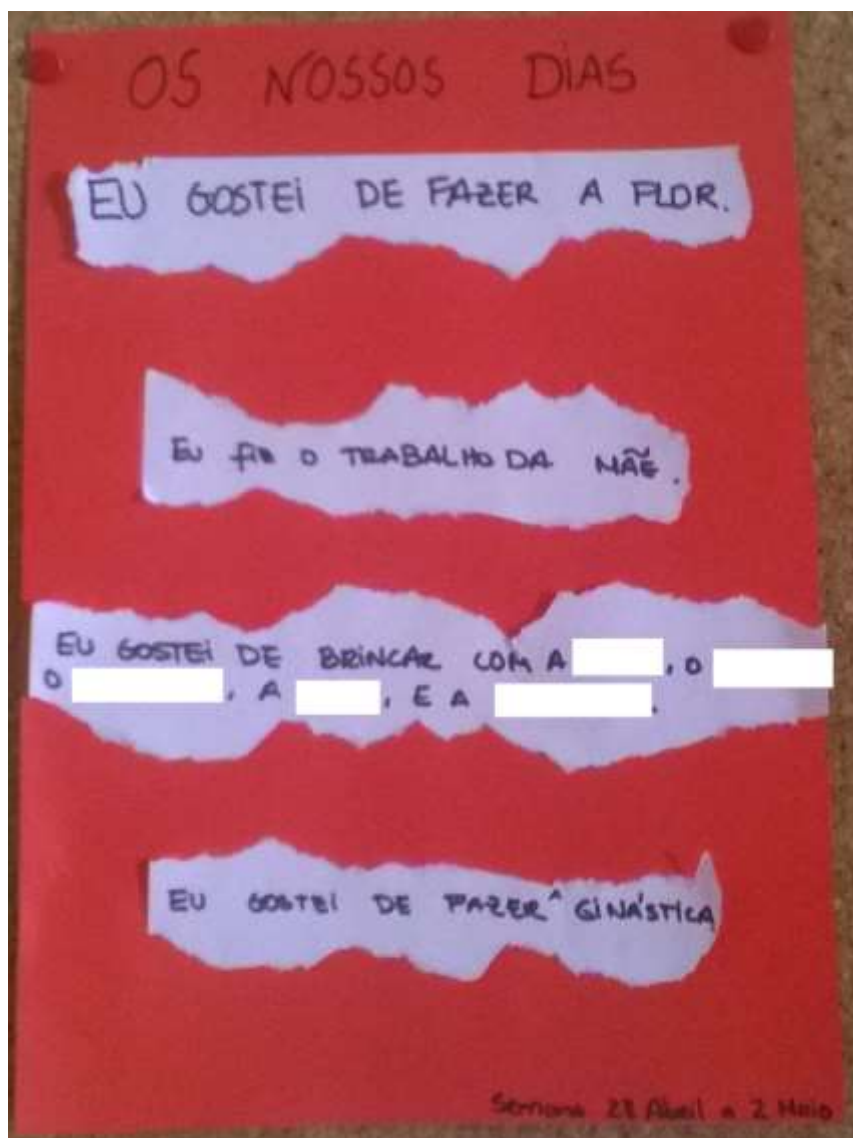 OS NOSSOS DIAS
EU GOSTEI DE FAZER A FLOR.
EU FIZ O TRABALHO DA MÃE.
EU GOSTEI DE BRINCAR COM A , O
O , A , E A .
EU GOSTEI DE FAZER ^ GINÁSTICA
Semana 28 Abril a 2 Maio